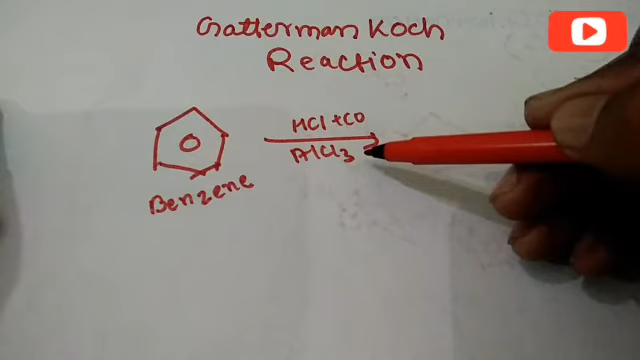 Gatterman Koch
Reaction
HCl + CO
AlCl3
Benzene